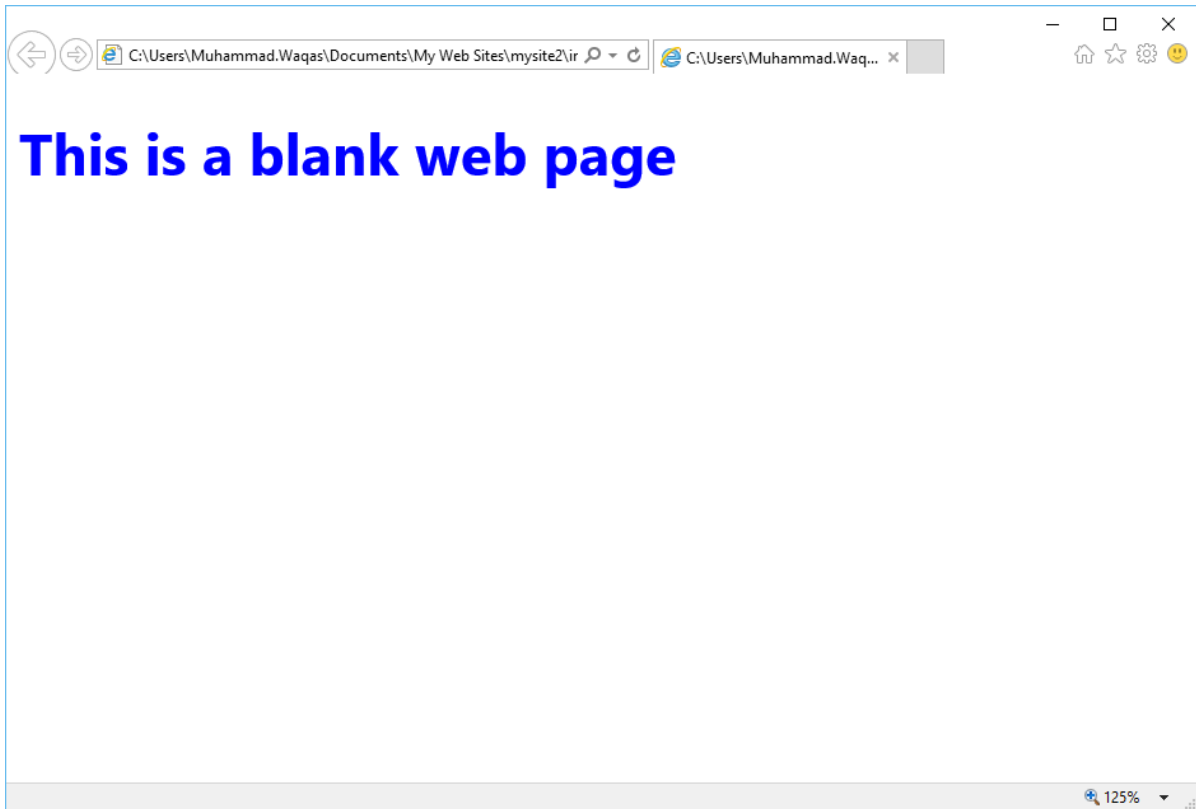 C:\Users\Muhammad.Waqas\Documents\My Web Sites\mysite2\ir
C:\Users\Muhammad.Waq...
This is a blank web page
125%